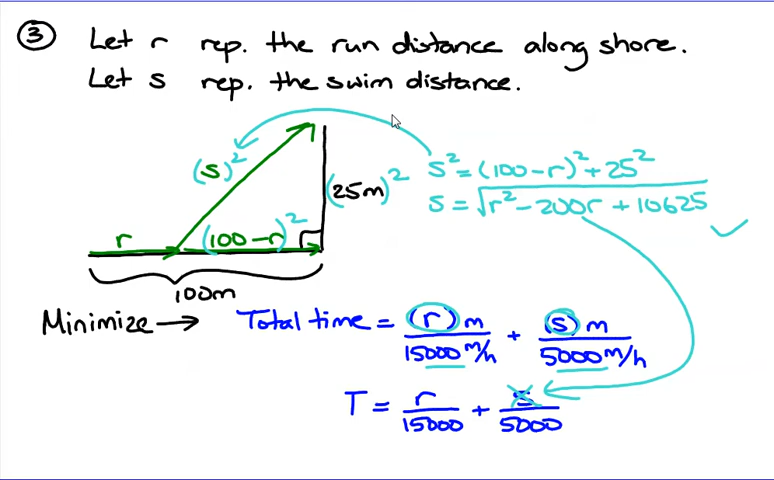 ③ Let r rep. the run distance along shore.
Let s rep. the swim distance.
(s)²
(25m)²
s² = (100-r)² + 25²
s = √(r² - 200r + 10625) ✓
r
(100-r)²
100m
Minimize → Total time = (r) m / 15000 m/h + (s) m / 5000 m/h
T = r / 15000 + s / 5000